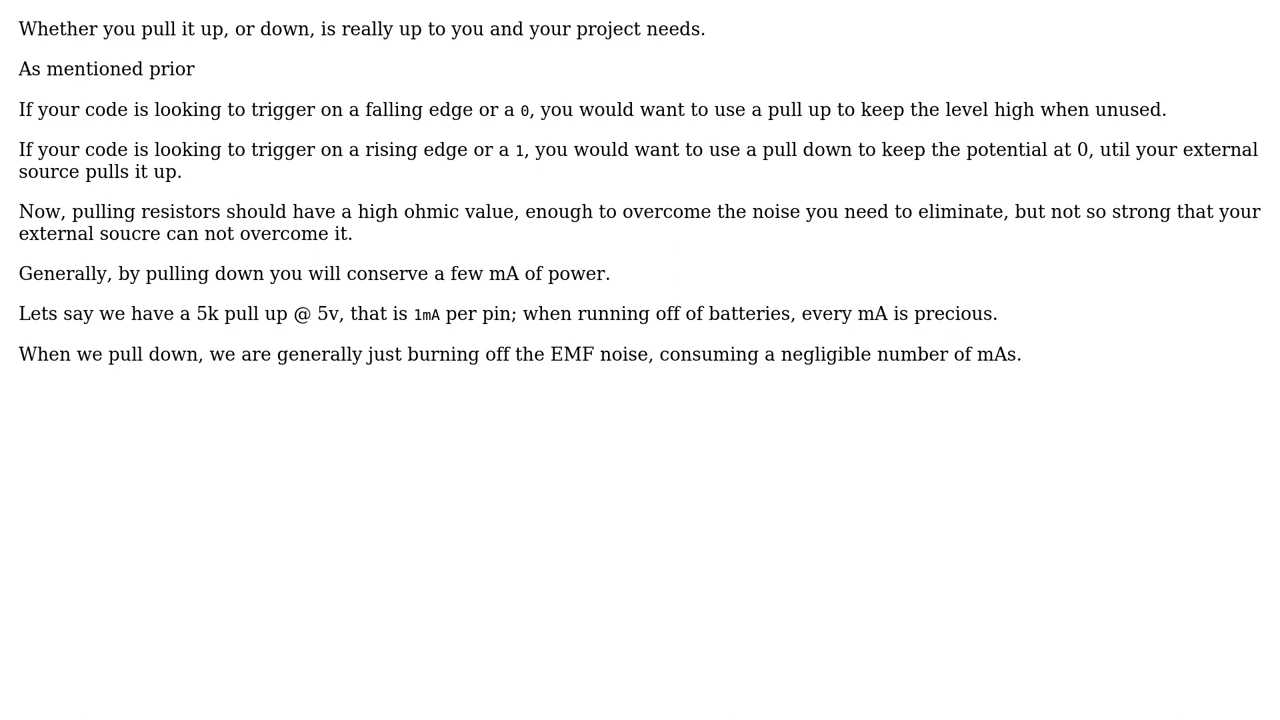 Whether you pull it up, or down, is really up to you and your project needs.
As mentioned prior
If your code is looking to trigger on a falling edge or a 0, you would want to use a pull up to keep the level high when unused.
If your code is looking to trigger on a rising edge or a 1, you would want to use a pull down to keep the potential at 0, util your external
source pulls it up.
Now, pulling resistors should have a high ohmic value, enough to overcome the noise you need to eliminate, but not so strong that your
external soucre can not overcome it.
Generally, by pulling down you will conserve a few mA of power.
Lets say we have a 5k pull up @ 5v, that is 1mA per pin; when running off of batteries, every mA is precious.
When we pull down, we are generally just burning off the EMF noise, consuming a negligible number of mAs.